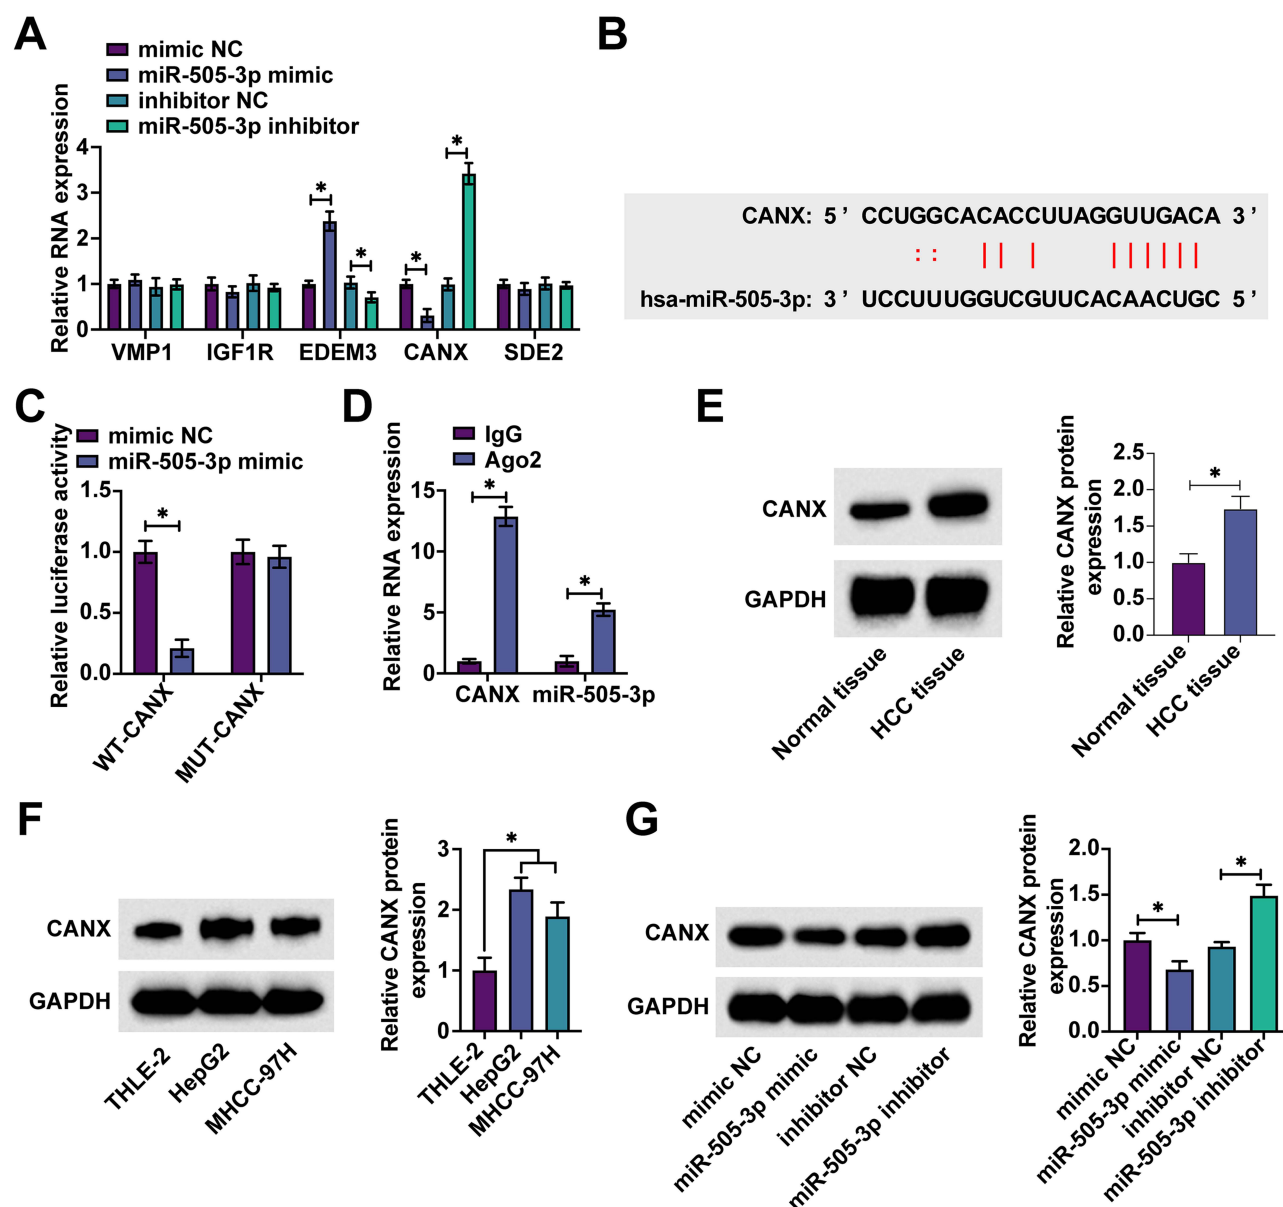 A
mimic NC
miR-505-3p mimic
inhibitor NC
miR-505-3p inhibitor
Relative RNA expression
4
3
2
1
0
* * * *
VMP1 IGF1R EDEM3 CANX SDE2
B
CANX: 5 ’ CCUGGCACACCUUAGGUUGACA 3 ’
: : | | | | | | | | |
hsa-miR-505-3p: 3 ’ UCCUUUGGUCGUUCACAACUGC 5 ’
C
mimic NC
miR-505-3p mimic
Relative luciferase activity
1.5
1.0
0.5
0.0
*
WT-CANX
MUT-CANX
D
IgG
Ago2
Relative RNA expression
15
10
5
0
* *
CANX miR-505-3p
E
CANX
GAPDH
Normal tissue
HCC tissue
Relative CANX protein
expression
2.5
2.0
1.5
1.0
0.5
0.0
*
Normal tissue
HCC tissue
F
CANX
GAPDH
THLE-2
HepG2
MHCC-97H
Relative CANX protein
expression
3
2
1
0
*
THLE-2
HepG2
MHCC-97H
G
CANX
GAPDH
mimic NC
miR-505-3p mimic
inhibitor NC
miR-505-3p inhibitor
Relative CANX protein
expression
2.0
1.5
1.0
0.5
0.0
* *
mimic NC
miR-505-3p mimic
inhibitor NC
miR-505-3p inhibitor